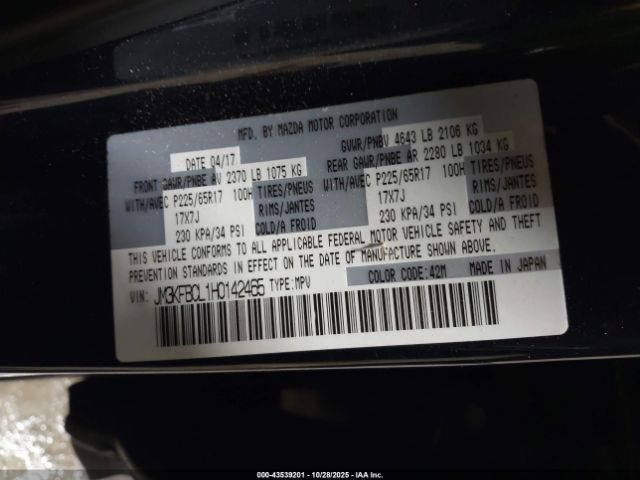 MFD. BY MAZDA MOTOR CORPORATION
DATE 04/17 GVWR/PNBV 4643 LB 2106 KG
FRONT GAWR/PNBE AV 2370 LB 1075 KG REAR GAWR/PNBE AR 2280 LB 1034 KG
WITH/AVEC P225/65R17 100H TIRES/PNEUS WITH/AVEC P225/65R17 100H TIRES/PNEUS
17X7J RIMS/JANTES 17X7J RIMS/JANTES
230 KPA/34 PSI COLD/A FROID 230 KPA/34 PSI COLD/A FROID
THIS VEHICLE CONFORMS TO ALL APPLICABLE FEDERAL MOTOR VEHICLE SAFETY AND THEFT
PREVENTION STANDARDS IN EFFECT ON THE DATE OF MANUFACTURE SHOWN ABOVE.
COLOR CODE:42M MADE IN JAPAN
VIN: JM3KFBCL1H0142465 TYPE:MPV
000-43539201 - 10/28/2025 - IAA Inc.